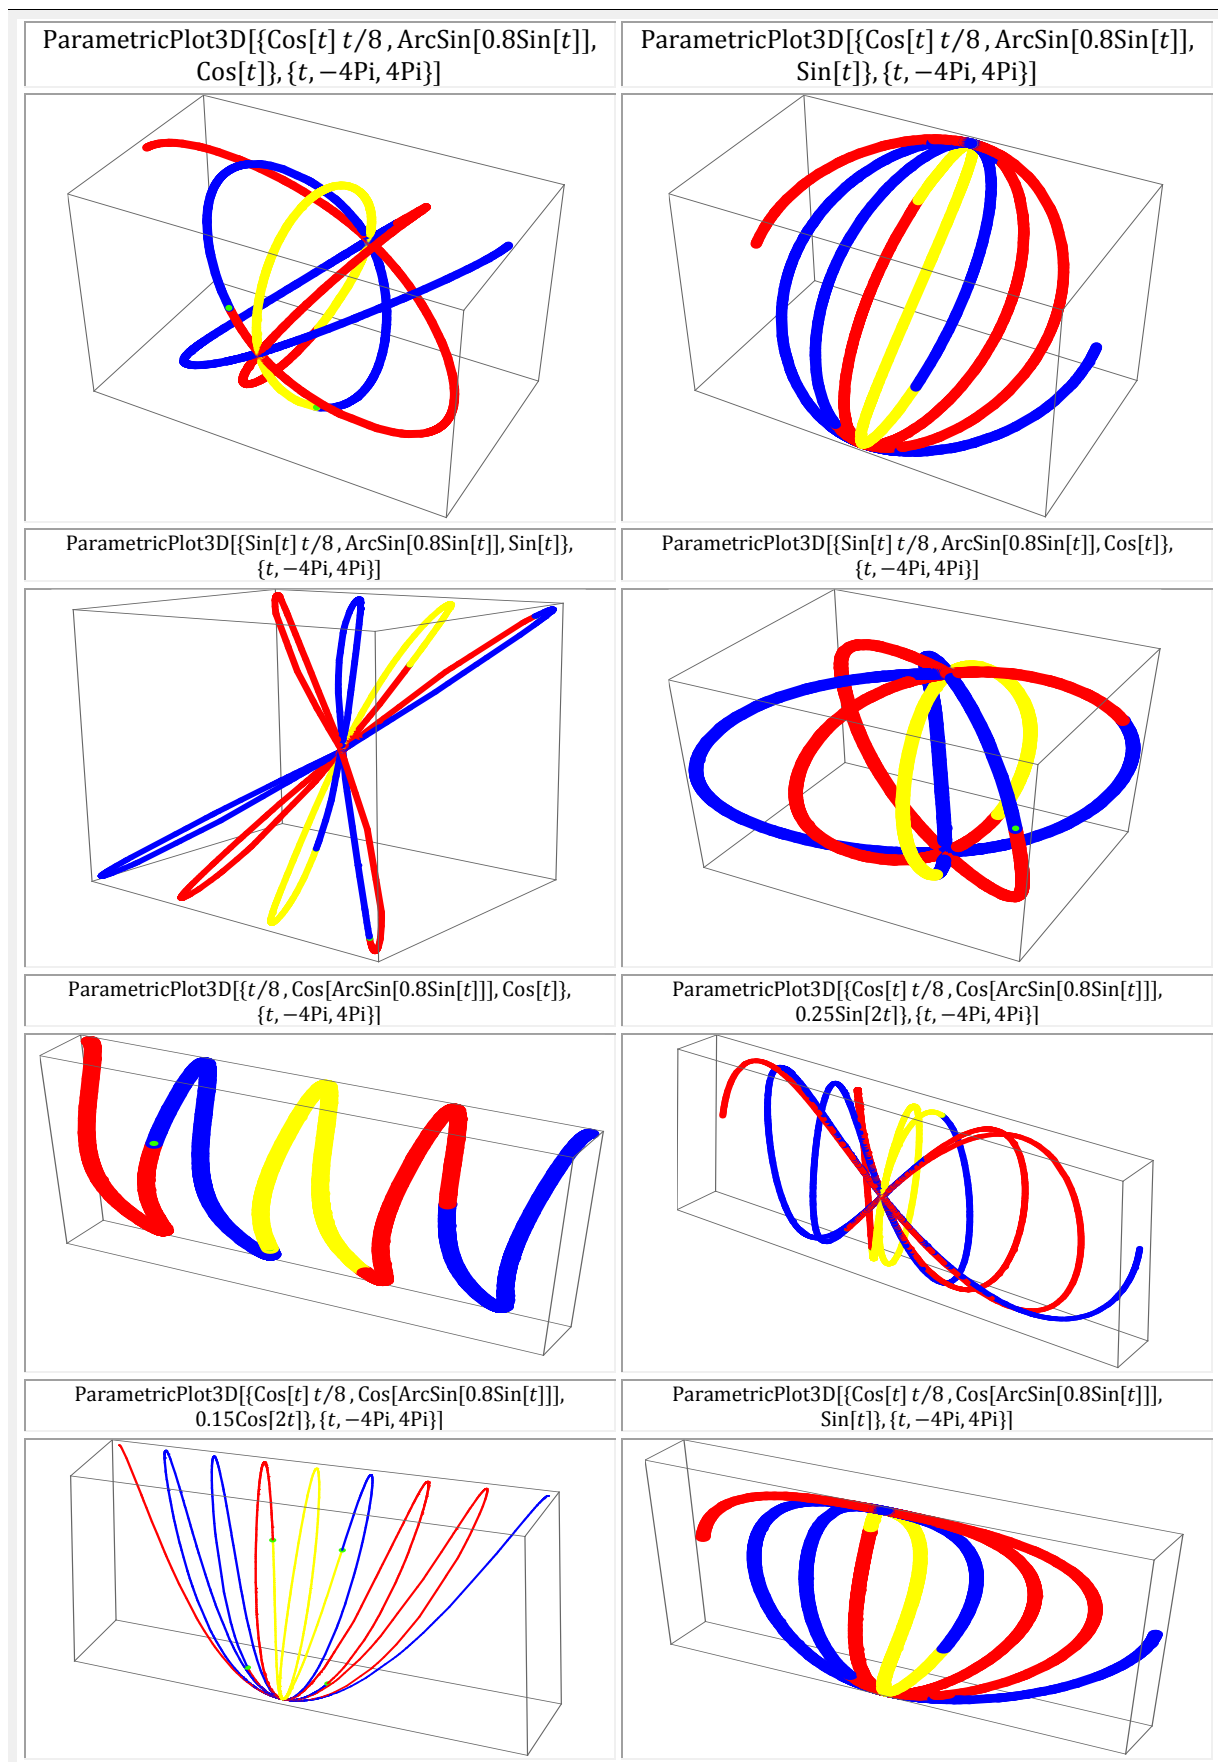 ParametricPlot3D[{Cos[t] t/8 , ArcSin[0.8Sin[t]],
Cos[t]}, {t, −4Pi, 4Pi}]
ParametricPlot3D[{Cos[t] t/8 , ArcSin[0.8Sin[t]],
Sin[t]}, {t, −4Pi, 4Pi}]
ParametricPlot3D[{Sin[t] t/8 , ArcSin[0.8Sin[t]], Sin[t]},
{t, −4Pi, 4Pi}]
ParametricPlot3D[{Sin[t] t/8 , ArcSin[0.8Sin[t]], Cos[t]},
{t, −4Pi, 4Pi}]
ParametricPlot3D[{t/8 , Cos[ArcSin[0.8Sin[t]]], Cos[t]},
{t, −4Pi, 4Pi}]
ParametricPlot3D[{Cos[t] t/8 , Cos[ArcSin[0.8Sin[t]]],
0.25Sin[2t]}, {t, −4Pi, 4Pi}]
ParametricPlot3D[{Cos[t] t/8 , Cos[ArcSin[0.8Sin[t]]],
0.15Cos[2t]}, {t, −4Pi, 4Pi}]
ParametricPlot3D[{Cos[t] t/8 , Cos[ArcSin[0.8Sin[t]]],
Sin[t]}, {t, −4Pi, 4Pi}]